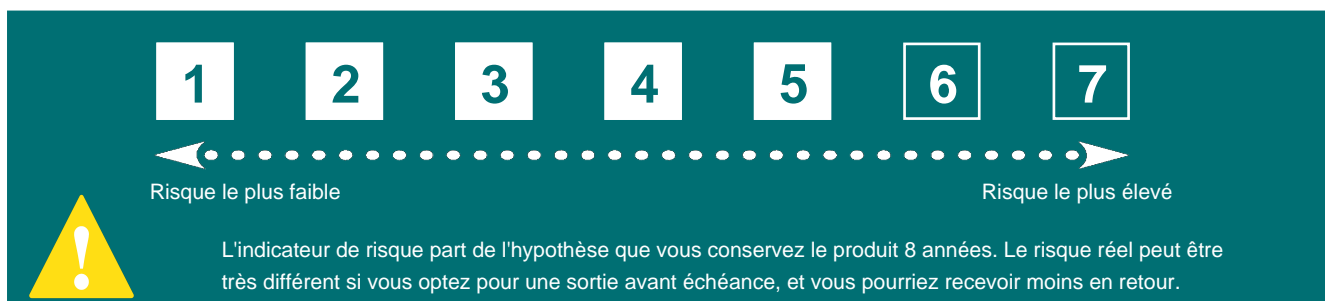 1 2 3 4 5 6 7
Risque le plus faible Risque le plus élevé
!
L'indicateur de risque part de l'hypothèse que vous conservez le produit 8 années. Le risque réel peut être
très différent si vous optez pour une sortie avant échéance, et vous pourriez recevoir moins en retour.